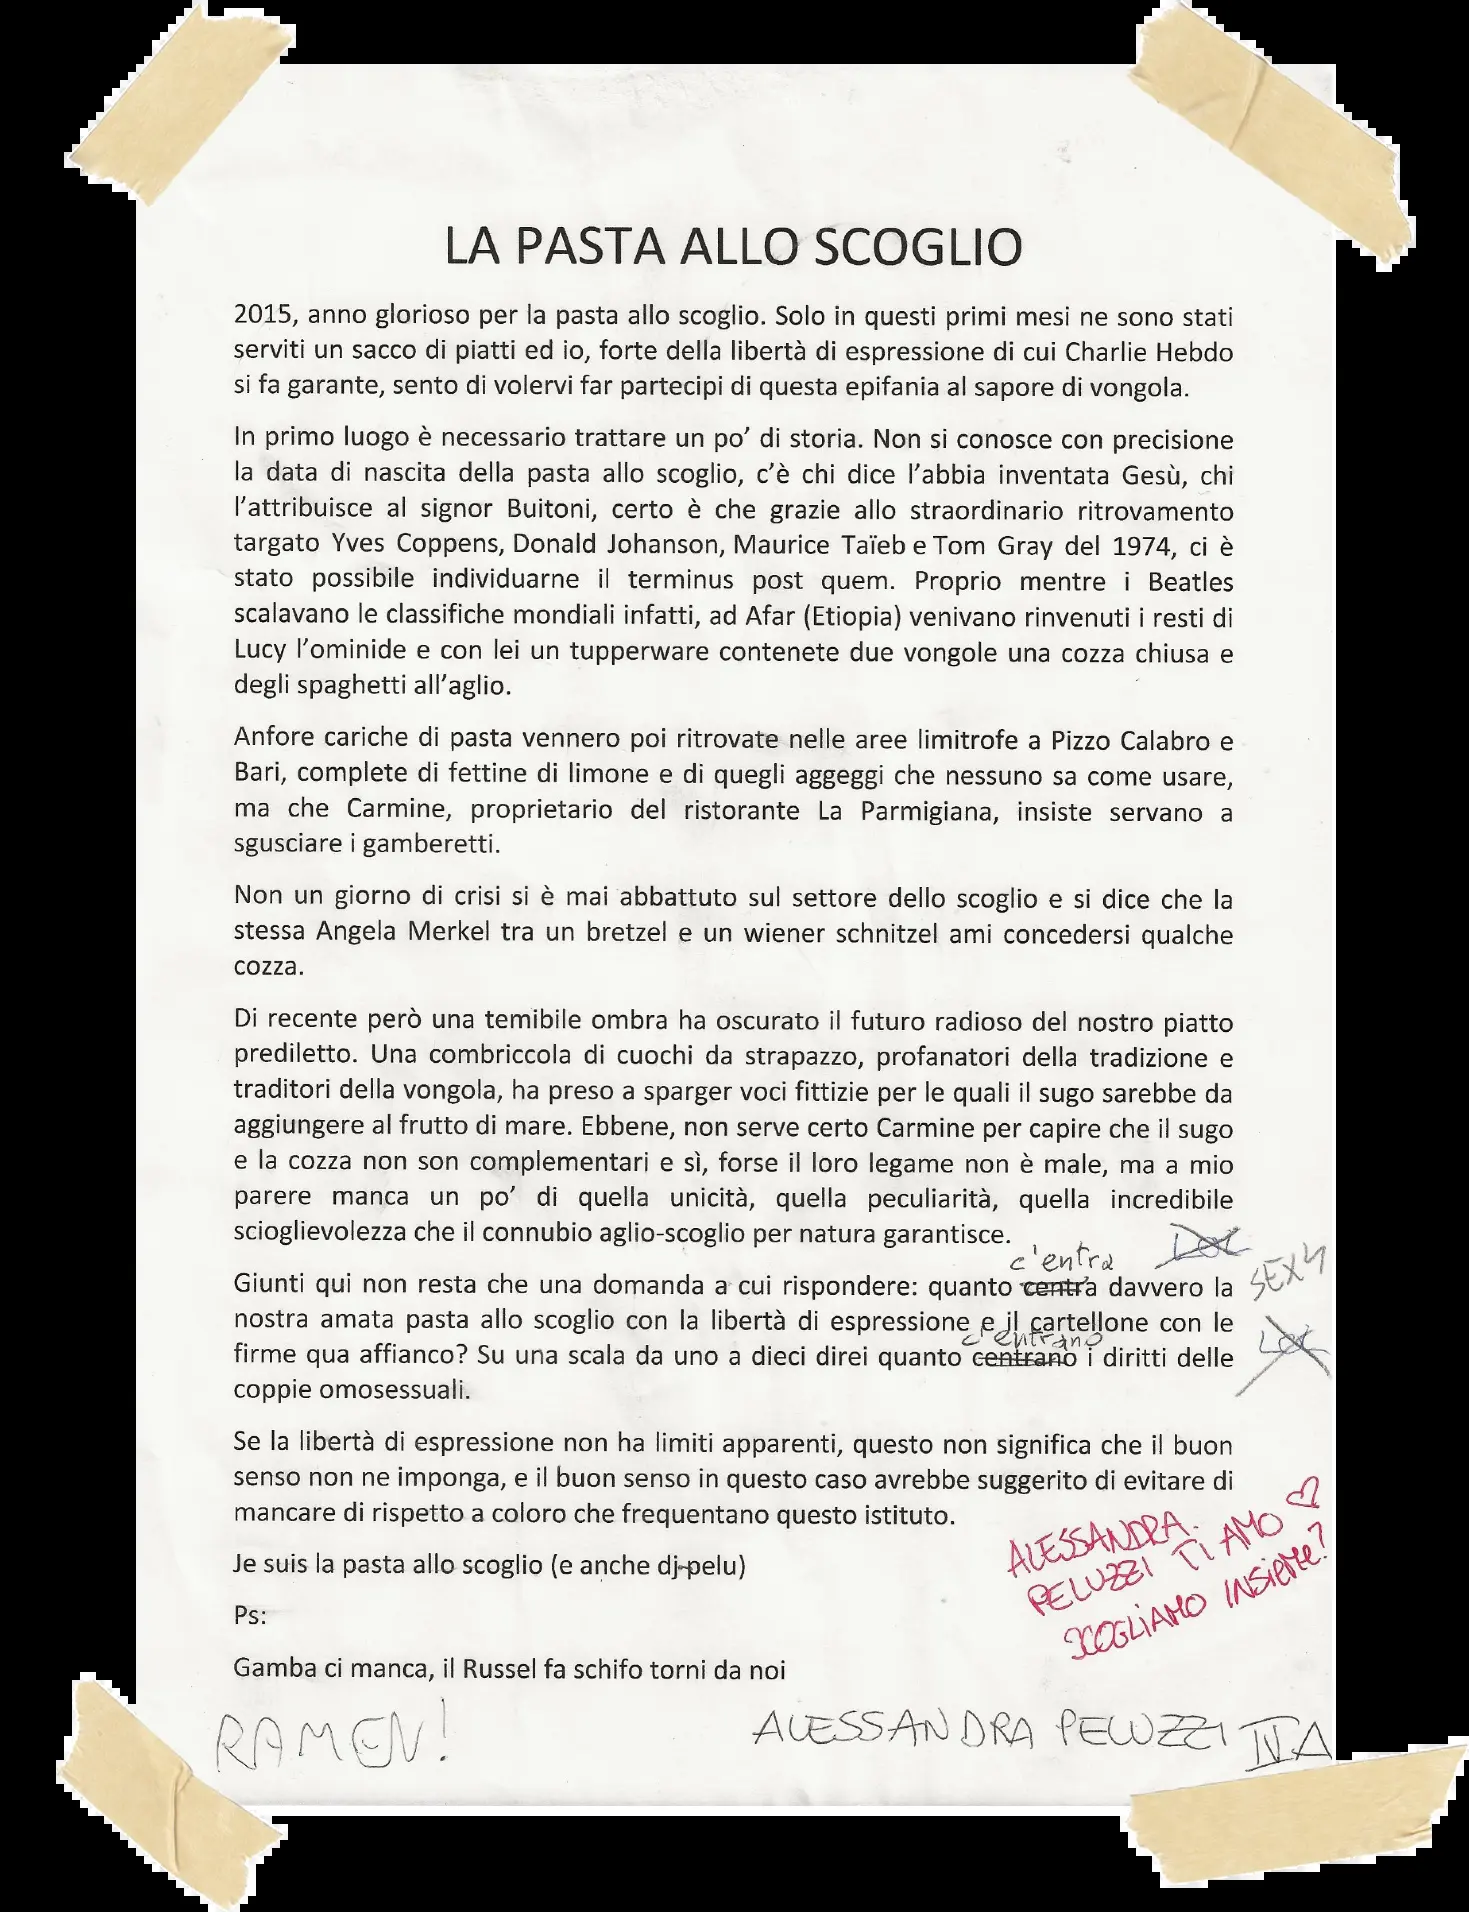 LA PASTA ALLO SCOGLIO
2015, anno glorioso per la pasta allo scoglio. Solo in questi primi mesi ne sono stati
serviti un sacco di piatti ed io, forte della libertà di espressione di cui Charlie Hebdo
si fa garante, sento di volervi far partecipi di questa epifania al sapore di vongola.
In primo luogo è necessario trattare un po’ di storia. Non si conosce con precisione
la data di nascita della pasta allo scoglio, c’è chi dice l’abbia inventata Gesù, chi
l’attribuisce al signor Buitoni, certo è che grazie allo straordinario ritrovamento
targato Yves Coppens, Donald Johanson, Maurice Taïeb e Tom Gray del 1974, ci è
stato possibile individuarne il terminus post quem. Proprio mentre i Beatles
scalavano le classifiche mondiali infatti, ad Afar (Etiopia) venivano rinvenuti i resti di
Lucy l’ominide e con lei un tupperware contenete due vongole una cozza chiusa e
degli spaghetti all’aglio.
Anfore cariche di pasta vennero poi ritrovate nelle aree limitrofe a Pizzo Calabro e
Bari, complete di fettine di limone e di quegli aggeggi che nessuno sa come usare,
ma che Carmine, proprietario del ristorante La Parmigiana, insiste servano a
sgusciare i gamberetti.
Non un giorno di crisi si è mai abbattuto sul settore dello scoglio e si dice che la
stessa Angela Merkel tra un bretzel e un wiener schnitzel ami concedersi qualche
cozza.
Di recente però una temibile ombra ha oscurato il futuro radioso del nostro piatto
prediletto. Una combriccola di cuochi da strapazzo, profanatori della tradizione e
traditori della vongola, ha preso a sparger voci fittizie per le quali il sugo sarebbe da
aggiungere al frutto di mare. Ebbene, non serve certo Carmine per capire che il sugo
e la cozza non son complementari e sì, forse il loro legame non è male, ma a mio
parere manca un po’ di quella unicità, quella peculiarità, quella incredibile
scioglievolezza che il connubio aglio-scoglio per natura garantisce.
c'entra
Giunti qui non resta che una domanda a cui rispondere: quanto centra davvero la
SEXY
nostra amata pasta allo scoglio con la libertà di espressione e il cartellone con le
c'entrano
firme qua affianco? Su una scala da uno a dieci direi quanto centrano i diritti delle
coppie omosessuali.
Se la libertà di espressione non ha limiti apparenti, questo non significa che il buon
senso non ne imponga, e il buon senso in questo caso avrebbe suggerito di evitare di
mancare di rispetto a coloro che frequentano questo istituto.
ALESSANDRA
PELUZZI TI AMO
SCOGLIAMO INSIEME?
Je suis la pasta allo scoglio (e anche dj-pelu)
Ps:
Gamba ci manca, il Russel fa schifo torni da noi
RAMEN!
ALESSANDRA PELUZZI IVA